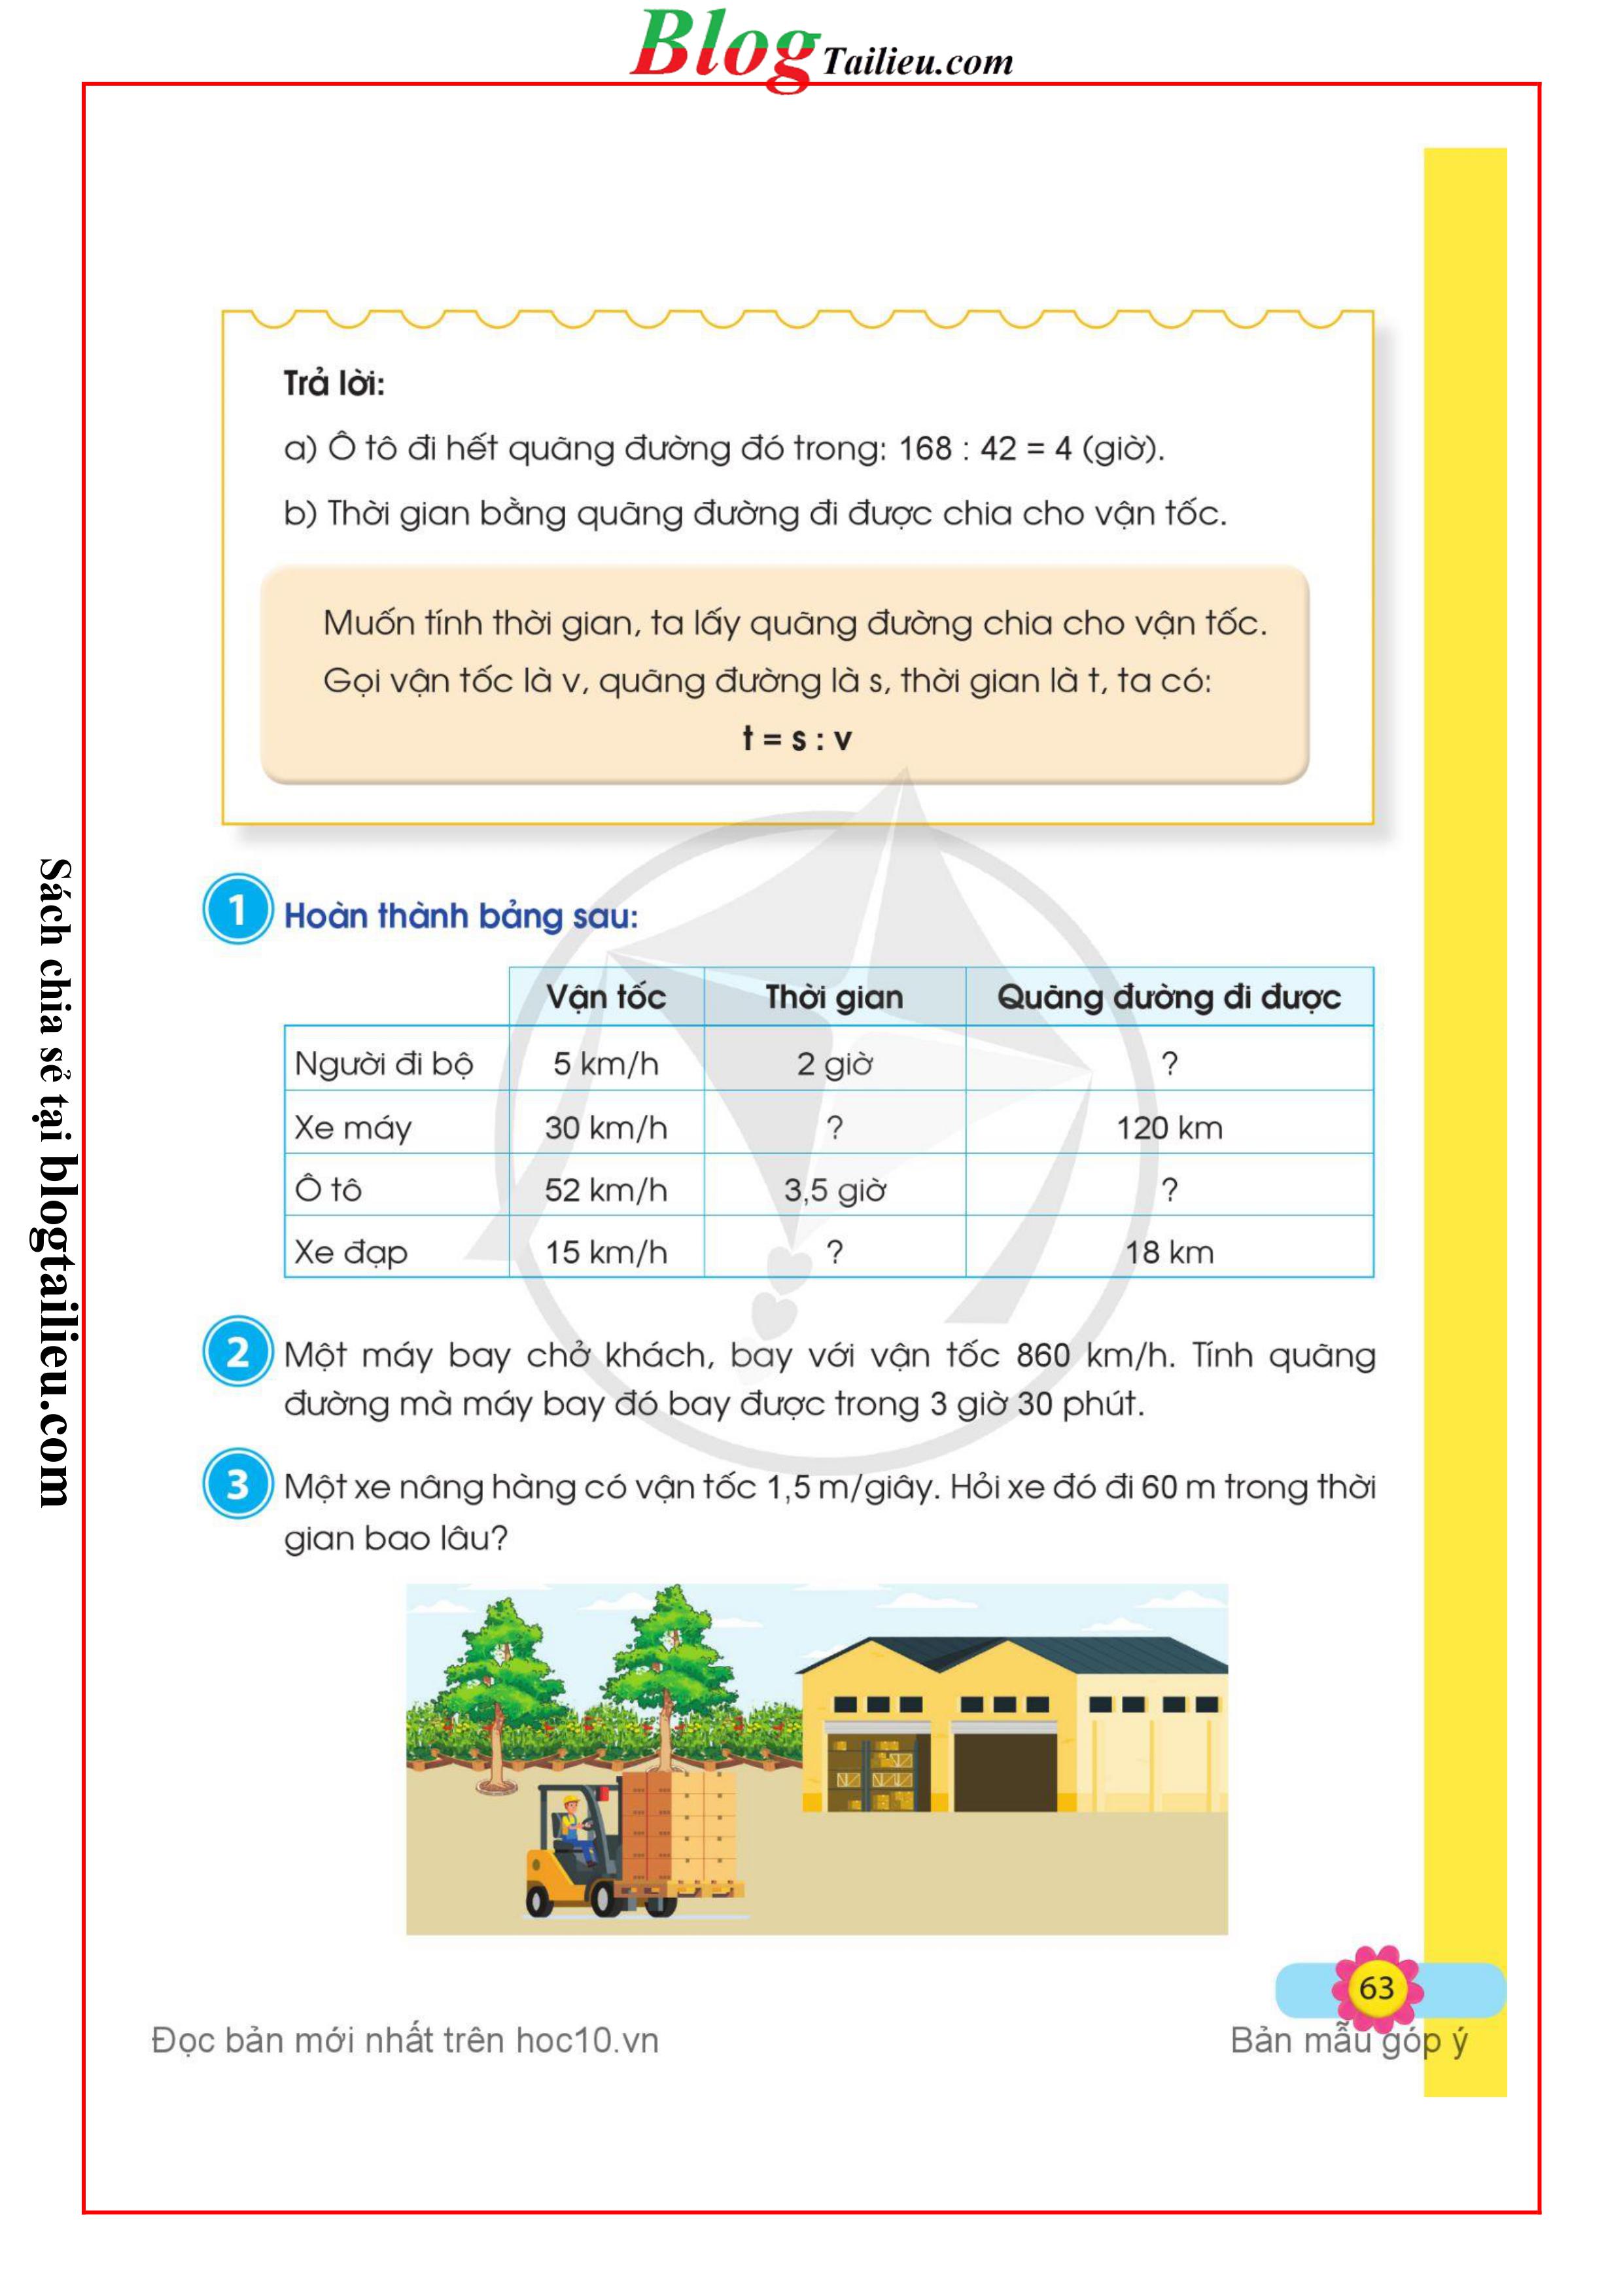 Blog Tailieu.com
Trả lời:
a) Ô tô đi hết quãng đường đó trong: 168 : 42 = 4 (giờ).
b) Thời gian bằng quãng đường đi được chia cho vận tốc.
Muốn tính thời gian, ta lấy quãng đường chia cho vận tốc.
Gọi vận tốc là v, quãng đường là s, thời gian là t, ta có:
t = s : v
Sách chia sẻ tại blogtailieu.com
1 Hoàn thành bảng sau:
Vận tốc Thời gian Quãng đường đi được
Người đi bộ 5 km/h 2 giờ ?
Xe máy 30 km/h ? 120 km
Ô tô 52 km/h 3,5 giờ ?
Xe đạp 15 km/h ? 18 km
2 Một máy bay chở khách, bay với vận tốc 860 km/h. Tính quãng
đường mà máy bay đó bay được trong 3 giờ 30 phút.
3 Một xe nâng hàng có vận tốc 1,5 m/giây. Hỏi xe đó đi 60 m trong thời
gian bao lâu?
63
Đọc bản mới nhất trên hoc10.vn Bản mẫu góp ý